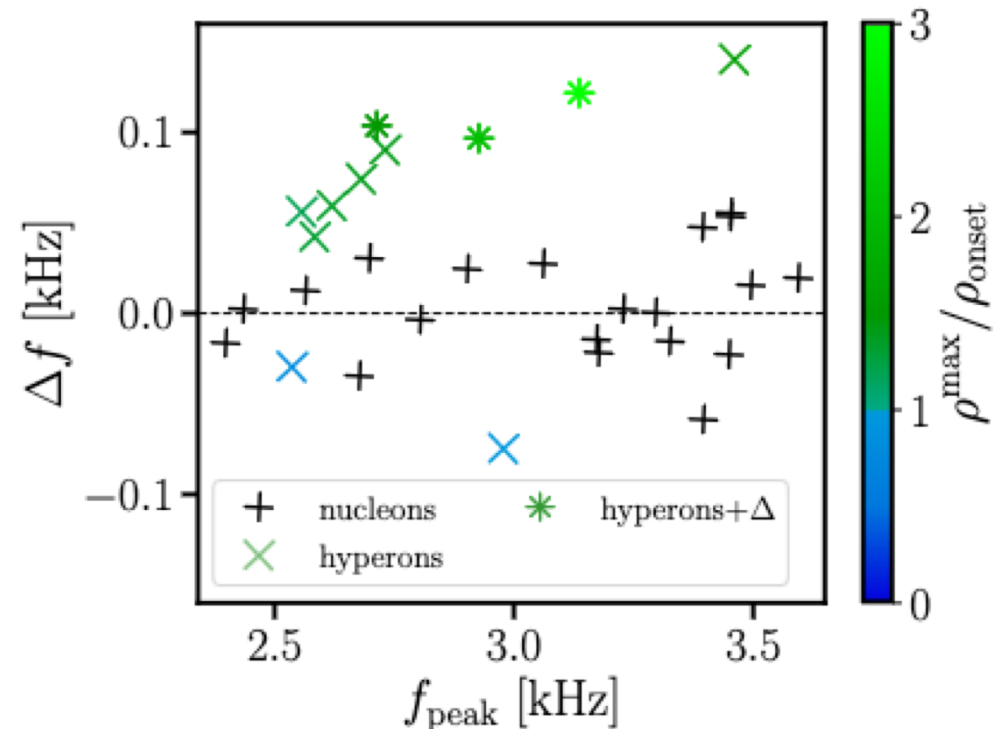 0.1
0.0
−0.1
Δf [kHz]
nucleons
hyperons
hyperons+Δ
2.5 3.0 3.5
f_peak [kHz]
3
2
1
0
ρ^max/ρ_onset